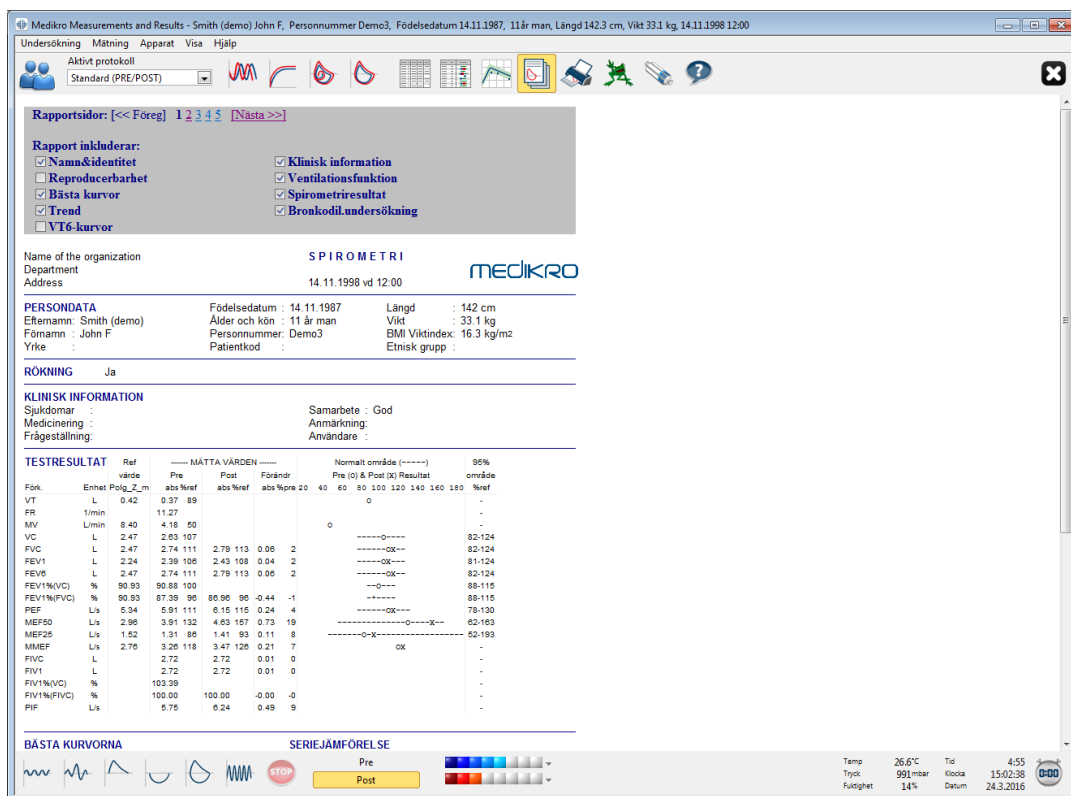 Medikro Measurements and Results - Smith (demo) John F, Personnummer Demo3, Födelsedatum 14.11.1987, 11år man, Längd 142.3 cm, Vikt 33.1 kg, 14.11.1998 12:00
Undersökning Mätning Apparat Visa Hjälp
Aktivt protokoll
Standard (PRE/POST)
Rapportsidor: [<< Föreg] 1 2 3 4 5 [Nästa >>]
Rapport inkluderar:
Namn&identitet Klinisk information
Reproducerbarhet Ventilationsfunktion
Bästa kurvor Spirometriresultat
Trend Bronkodil.undersökning
VT6-kurvor
Name of the organization S P I R O M E T R I
Department MEDIKRO
Address 14.11.1998 vd 12:00
PERSONDATA Födelsedatum : 14.11.1987 Längd : 142 cm
Efternamn: Smith (demo) Ålder och kön : 11 år man Vikt : 33.1 kg
Förnamn : John F Personnummer: Demo3 BMI Viktindex: 16.3 kg/m2
Yrke : Patientkod : Etnisk grupp :
RÖKNING Ja
KLINISK INFORMATION
Sjukdomar : Samarbete : God
Medicinering : Anmärkning:
Frågeställning: Användare :
TESTRESULTAT Ref ------- MÄTTA VÄRDEN ------- Normalt område (-----) 95%
värde Pre Post Förändr Pre (O) & Post (X) Resultat område
Förk. Enhet Polg_Z_m abs %ref abs %ref abs %pre 20 40 60 80 100 120 140 160 180 %ref
VT L 0.42 0.37 89 o -
FR 1/min 11.27 -
MV L/min 8.40 4.18 50 o -
VC L 2.47 2.63 107 -----o---- 82-124
FVC L 2.47 2.74 111 2.79 113 0.06 2 ------ox-- 82-124
FEV1 L 2.24 2.39 106 2.43 108 0.04 2 -----ox--- 81-124
FEV6 L 2.47 2.74 111 2.79 113 0.06 2 ------ox-- 82-124
FEV1%(VC) % 90.93 90.88 100 --o---- 88-115
FEV1%(FVC) % 90.93 87.39 96 86.96 96 -0.44 -1 -*---- 88-115
PEF L/s 5.34 5.91 111 6.15 115 0.24 4 ------ox--- 78-130
MEF50 L/s 2.96 3.91 132 4.63 157 0.73 19 --------------o----x-- 62-163
MEF25 L/s 1.52 1.31 86 1.41 93 0.11 8 -------o-x------------------- 52-193
MMEF L/s 2.76 3.26 118 3.47 126 0.21 7 ox -
FIVC L 2.72 2.72 0.01 0 -
FIV1 L 2.72 2.72 0.01 0 -
FIV1%(VC) % 103.39 -
FIV1%(FIVC) % 100.00 100.00 -0.00 -0 -
PIF L/s 5.75 6.24 0.49 9 -
BÄSTA KURVORNA SERIEJÄMFÖRELSE
STOP
Pre
Post
Temp 26.6°C Tid 4:55
Tryck 991 mbar Klocka 15:02:38
Fuktighet 14% Datum 24.3.2016
0:00